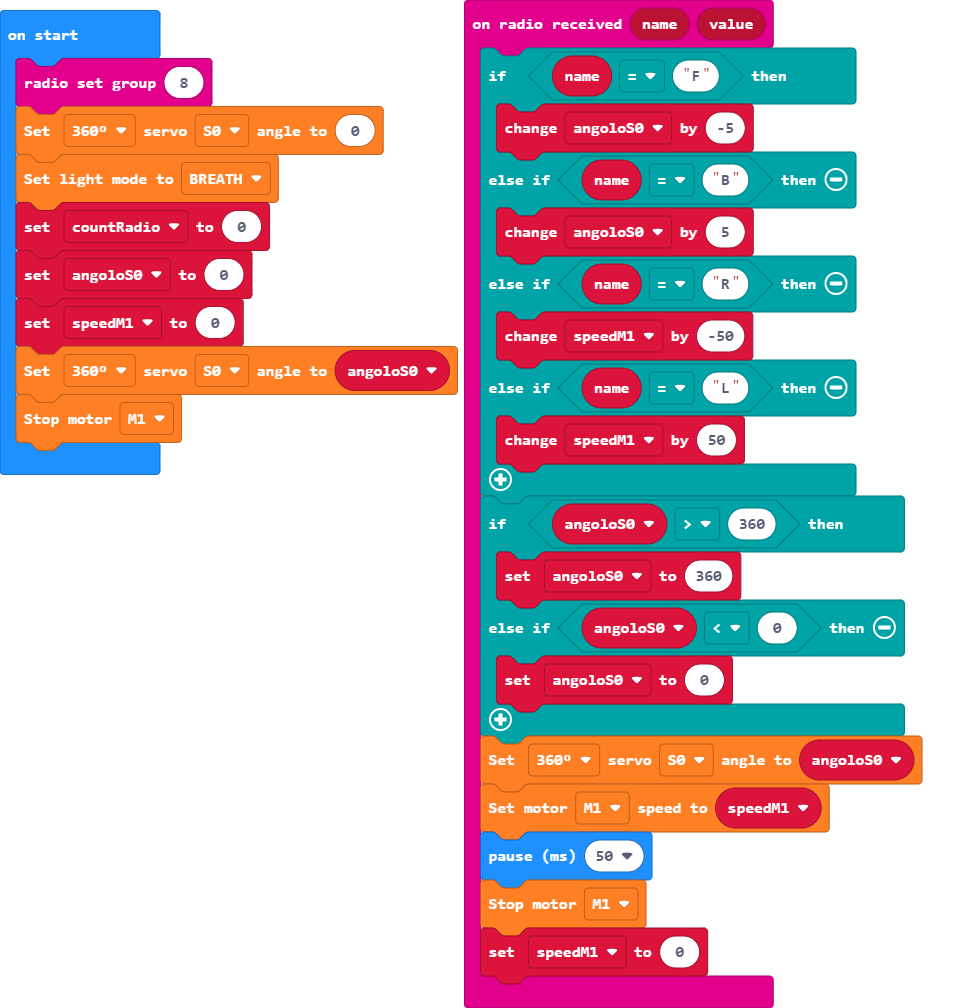 on start
radio set group 8
Set 360º servo S0 angle to 0
Set light mode to BREATH
set countRadio to 0
set angoloS0 to 0
set speedM1 to 0
Set 360º servo S0 angle to angoloS0
Stop motor M1
on radio received name value
if name = "F" then
change angoloS0 by -5
else if name = "B" then
change angoloS0 by 5
else if name = "R" then
change speedM1 by -50
else if name = "L" then
change speedM1 by 50
if angoloS0 > 360 then
set angoloS0 to 360
else if angoloS0 < 0 then
set angoloS0 to 0
Set 360º servo S0 angle to angoloS0
Set motor M1 speed to speedM1
pause (ms) 50
Stop motor M1
set speedM1 to 0